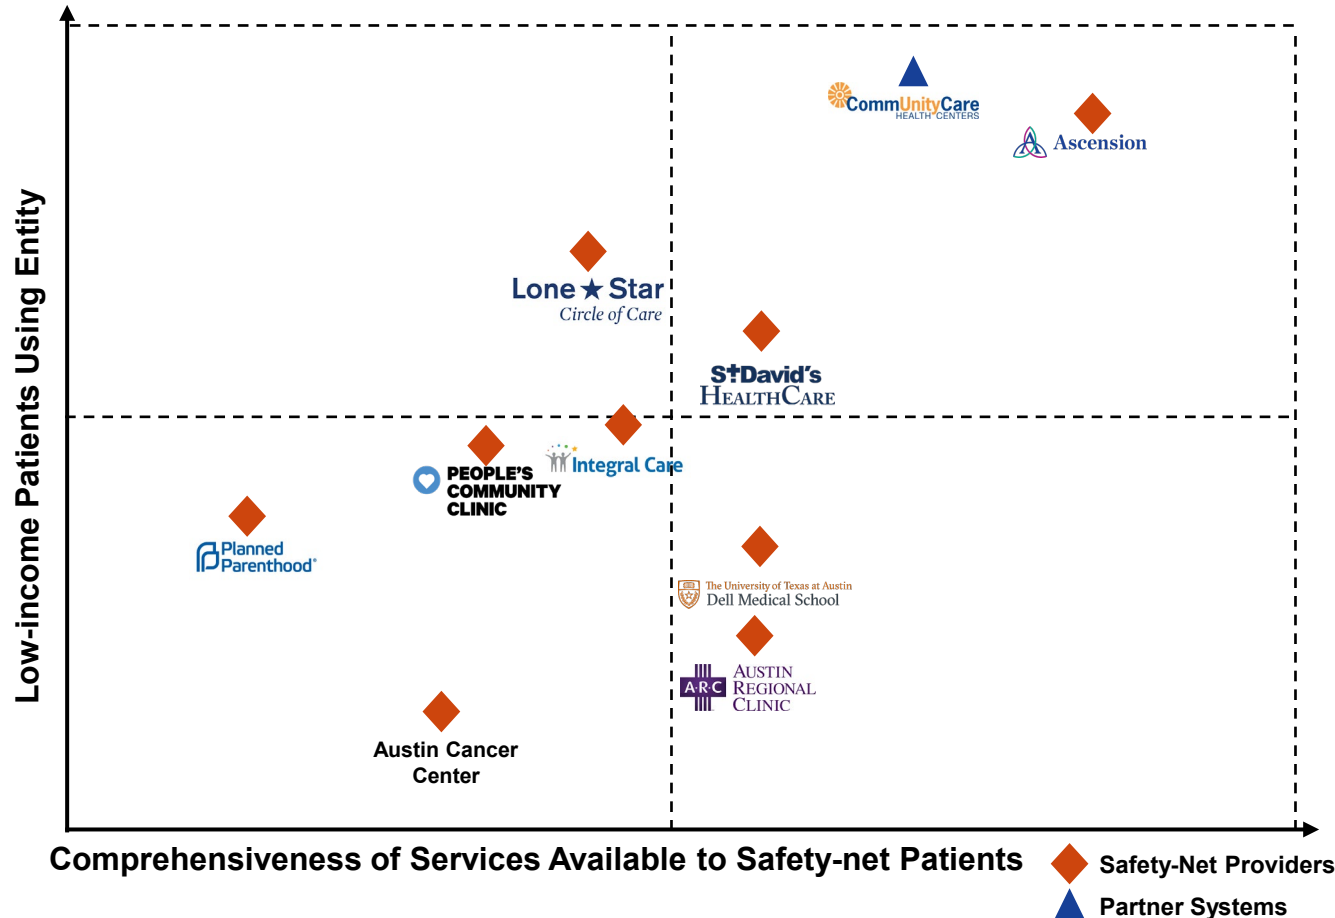 Low-income Patients Using Entity
CommUnityCare
HEALTH CENTERS
Ascension
Lone ★ Star
Circle of Care
St David's
HEALTHCARE
PEOPLE'S
COMMUNITY
CLINIC
Integral Care
Planned
Parenthood®
The University of Texas at Austin
Dell Medical School
A·R·C
AUSTIN
REGIONAL
CLINIC
Austin Cancer
Center
Comprehensiveness of Services Available to Safety-net Patients
Safety-Net Providers
Partner Systems